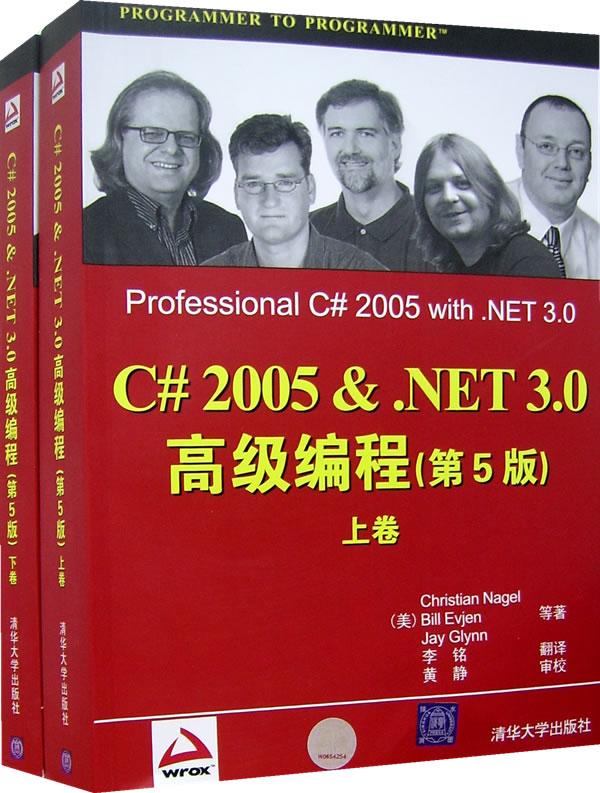 PROGRAMMER TO PROGRAMMER™
Professional C# 2005 with .NET 3.0
C# 2005 & .NET 3.0
高级编程(第5版)
上卷
Christian Nagel
(美) Bill Evjen 等著
Jay Glynn
李铭 翻译
黄静 审校
wrox™
W0654254
清华大学出版社
wrox
C# 2005 & .NET 3.0 高级编程(第5版) 上卷
清华大学出版社
wrox
C# 2005 & .NET 3.0 高级编程(第5版) 下卷
清华大学出版社